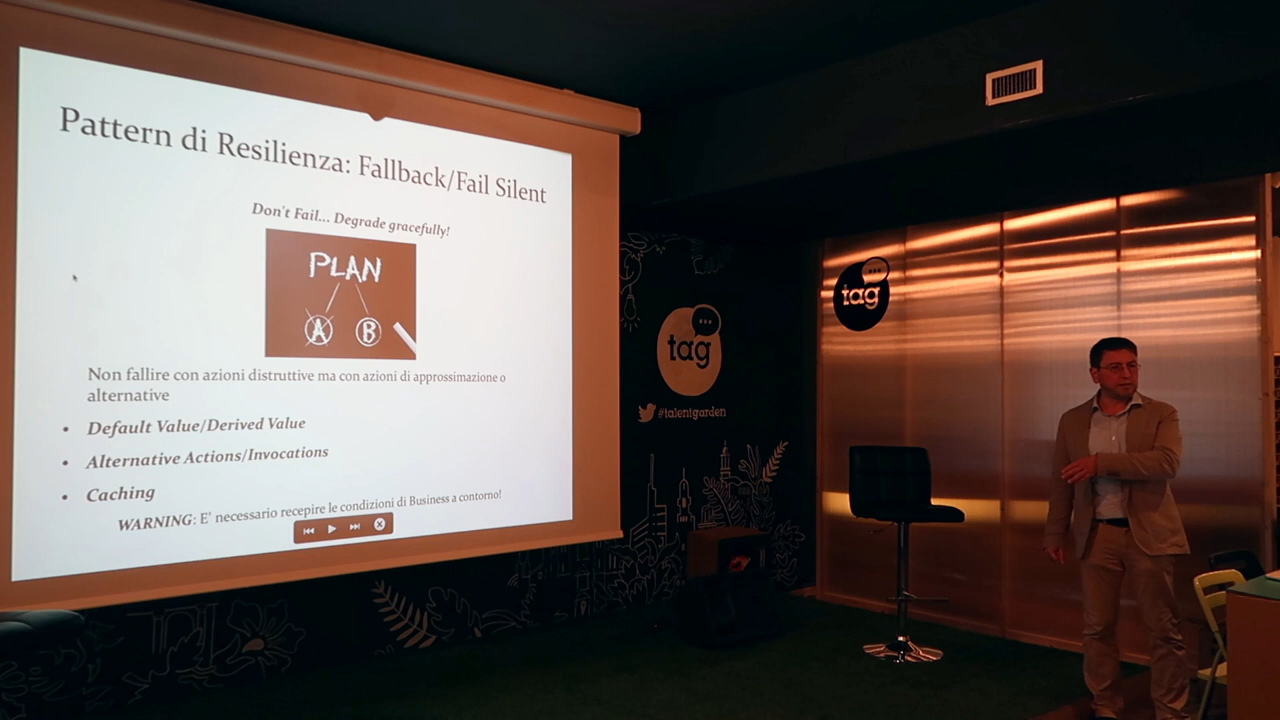 Pattern di Resilienza: Fallback/Fail Silent
Don't Fail... Degrade gracefully!
PLAN
A B
Non fallire con azioni distruttive ma con azioni di approssimazione o
alternative
• Default Value/Derived Value
• Alternative Actions/Invocations
• Caching
WARNING: E' necessario recepire le condizioni di Business a contorno!
tag
#talentgarden
tag